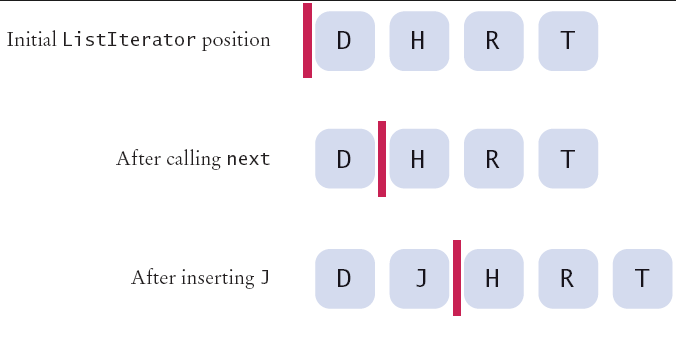 Initial ListIterator position D H R T
After calling next D H R T
After inserting J D J H R T